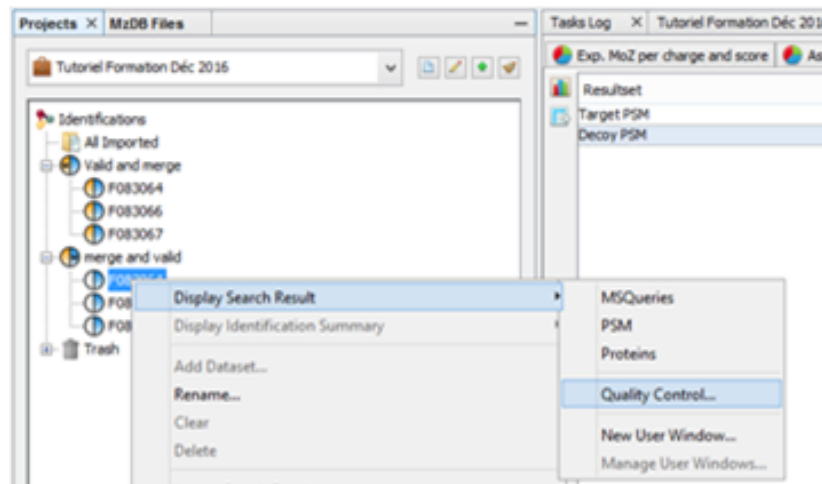 Projects × MzDB Files
Tasks Log × Tutoriel Formation Déc 201
Tutoriel Formation Déc 2016
Exp. MoZ per charge and score
As
Resultset
Target PSM
Decoy PSM
Identifications
All Imported
Valid and merge
F083064
F083066
F083067
merge and valid
F08
F08
Trash
Display Search Result
Display Identification Summary
Add Dataset...
Rename...
Clear
Delete
MSQueries
PSM
Proteins
Quality Control...
New User Window...
Manage User Windows...